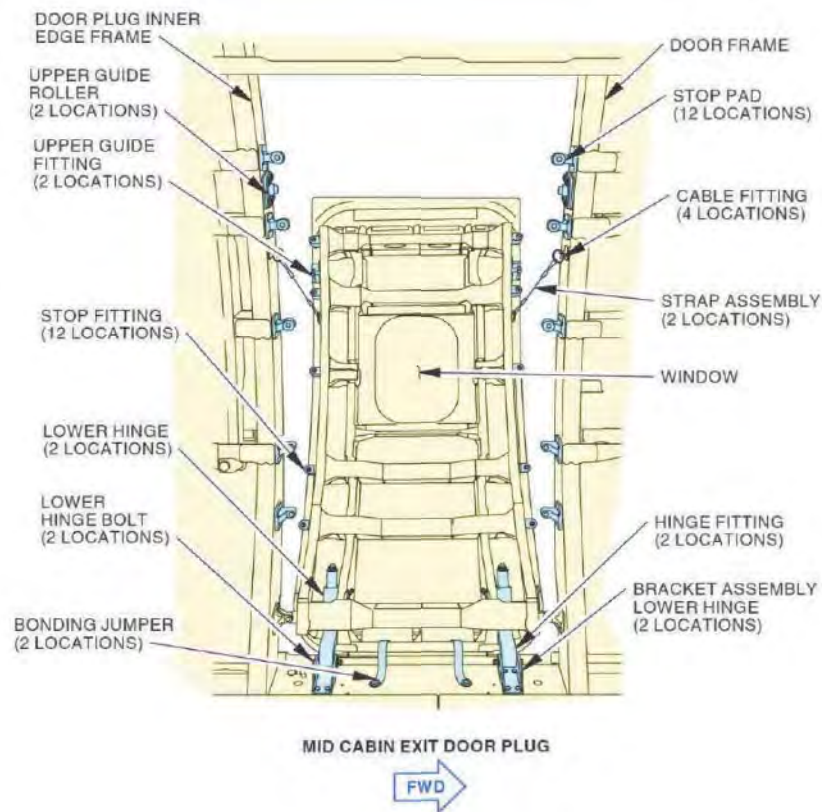 DOOR PLUG INNER
EDGE FRAME
UPPER GUIDE
ROLLER
(2 LOCATIONS)
UPPER GUIDE
FITTING
(2 LOCATIONS)
STOP FITTING
(12 LOCATIONS)
LOWER HINGE
(2 LOCATIONS)
LOWER
HINGE BOLT
(2 LOCATIONS)
BONDING JUMPER
(2 LOCATIONS)
DOOR FRAME
STOP PAD
(12 LOCATIONS)
CABLE FITTING
(4 LOCATIONS)
STRAP ASSEMBLY
(2 LOCATIONS)
WINDOW
HINGE FITTING
(2 LOCATIONS)
BRACKET ASSEMBLY
LOWER HINGE
(2 LOCATIONS)
MID CABIN EXIT DOOR PLUG
FWD